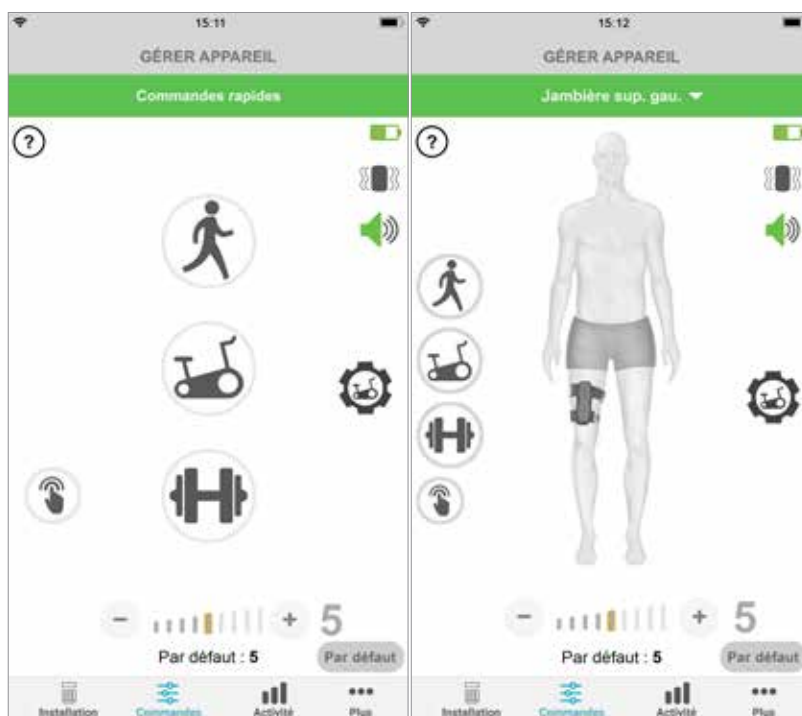 15:11
GÉRER APPAREIL
Commandes rapides
?
5
Par défaut : 5
Par défaut
Installation
Commandes
Activité
Plus
15:12
GÉRER APPAREIL
Jambière sup. gau.
?
5
Par défaut : 5
Par défaut
Installation
Commandes
Activité
Plus